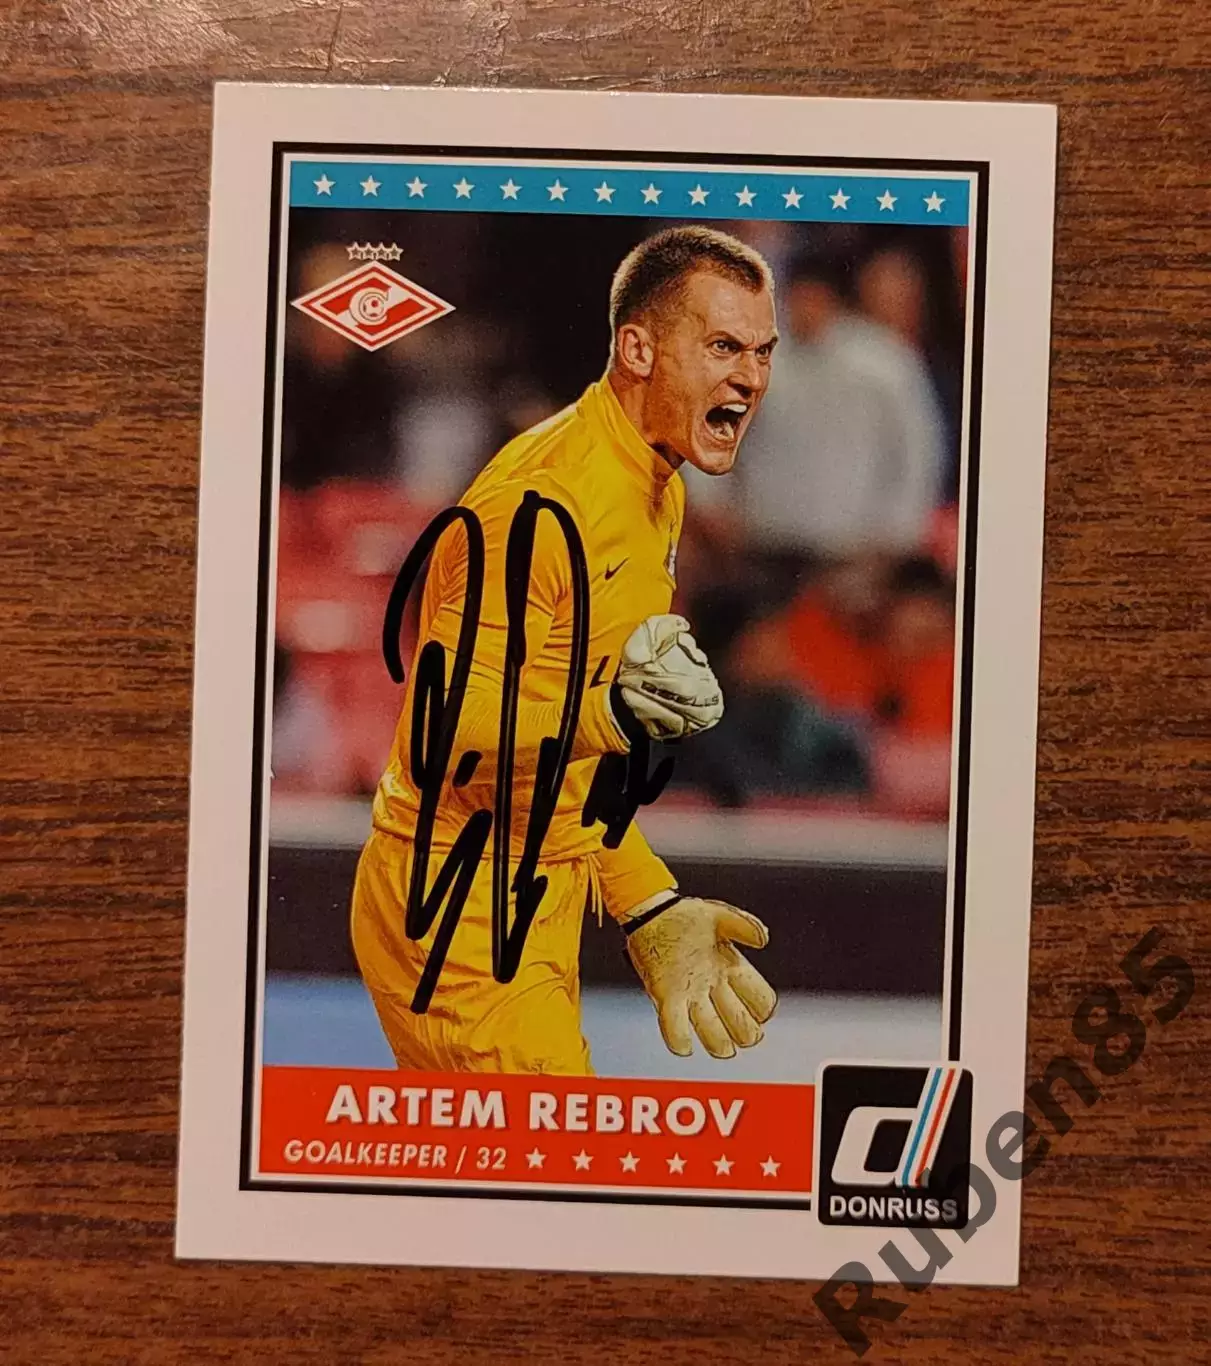 ARTEM REBROV
GOALKEEPER / 32
DONRUSS
Ruben85